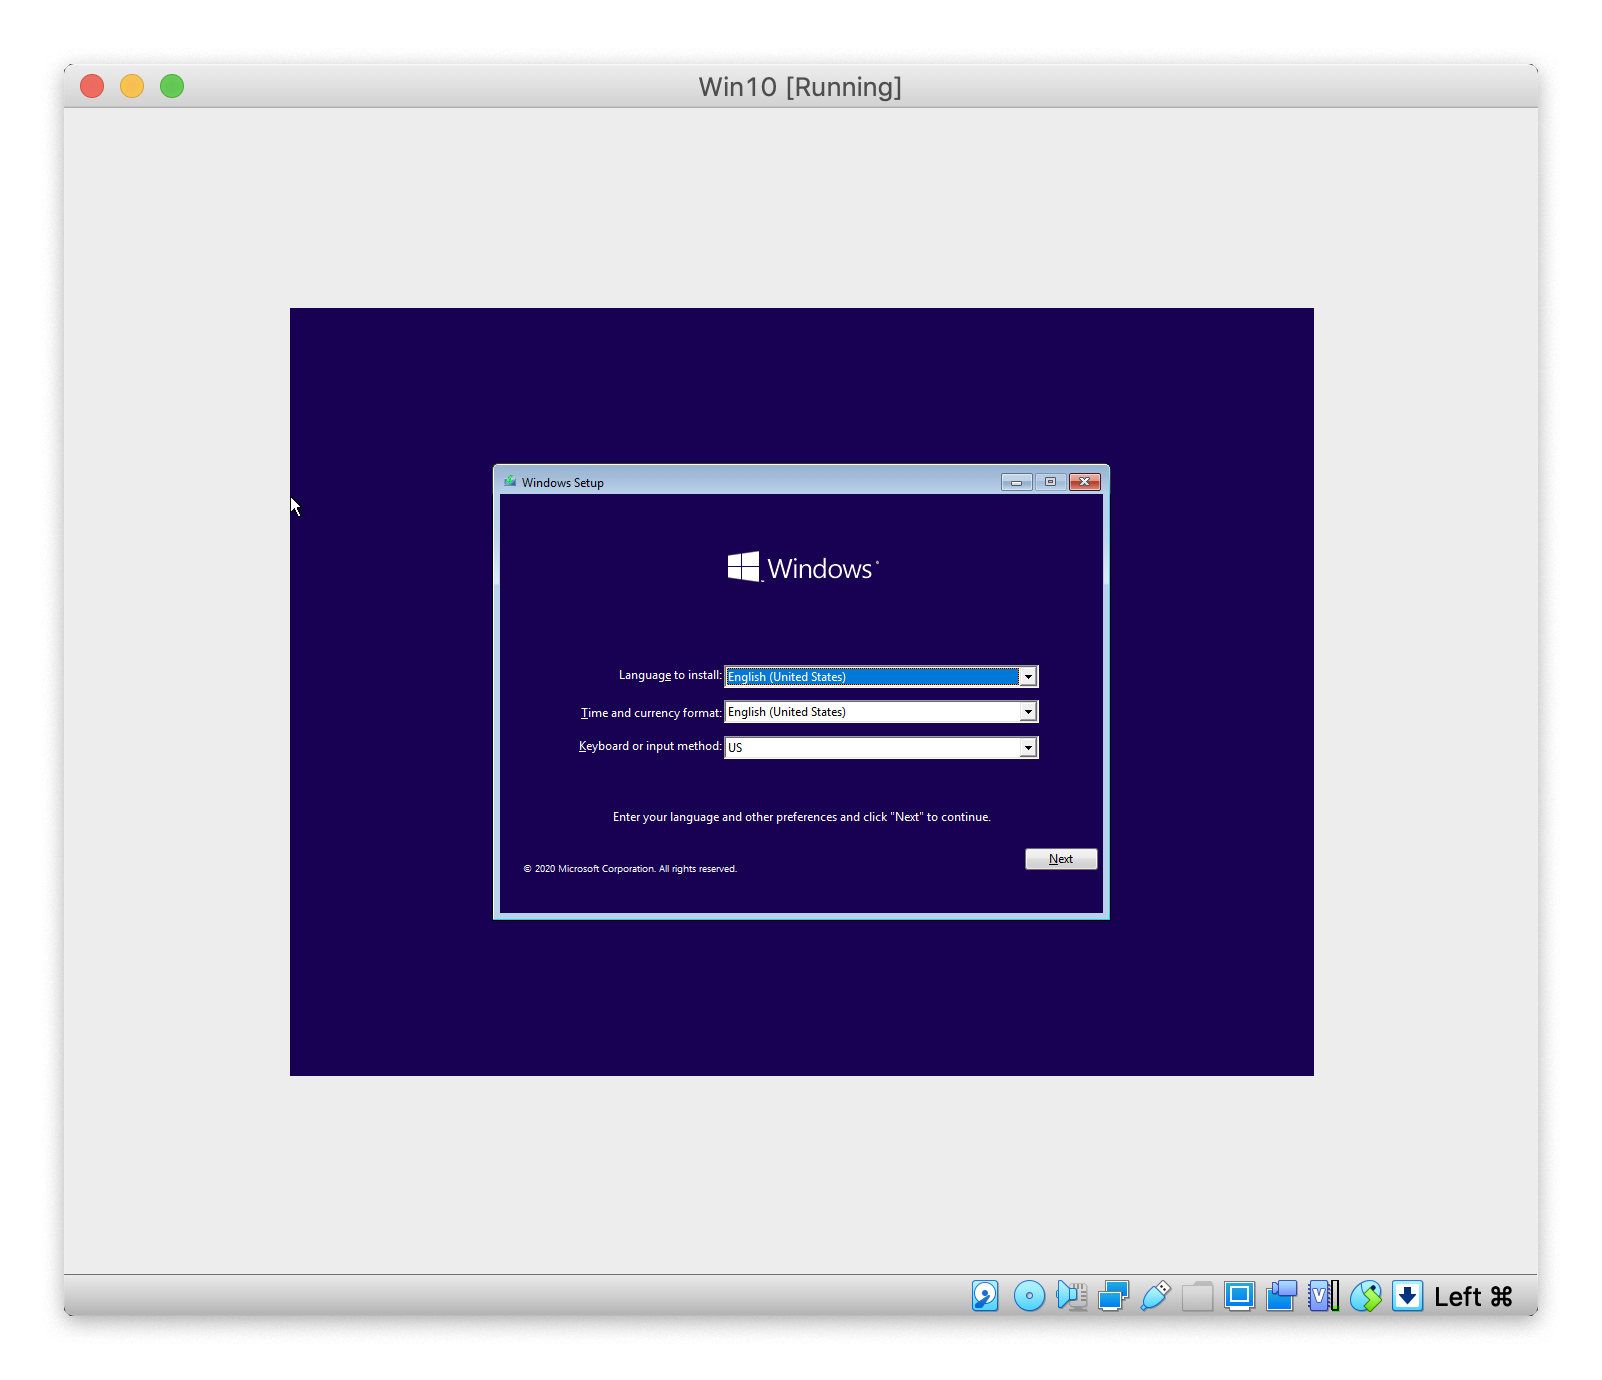 Win10 [Running]
Windows Setup
Windows
Language to install: English (United States)
Time and currency format: English (United States)
Keyboard or input method: US
Enter your language and other preferences and click "Next" to continue.
Next
© 2020 Microsoft Corporation. All rights reserved.
V
Left ⌘